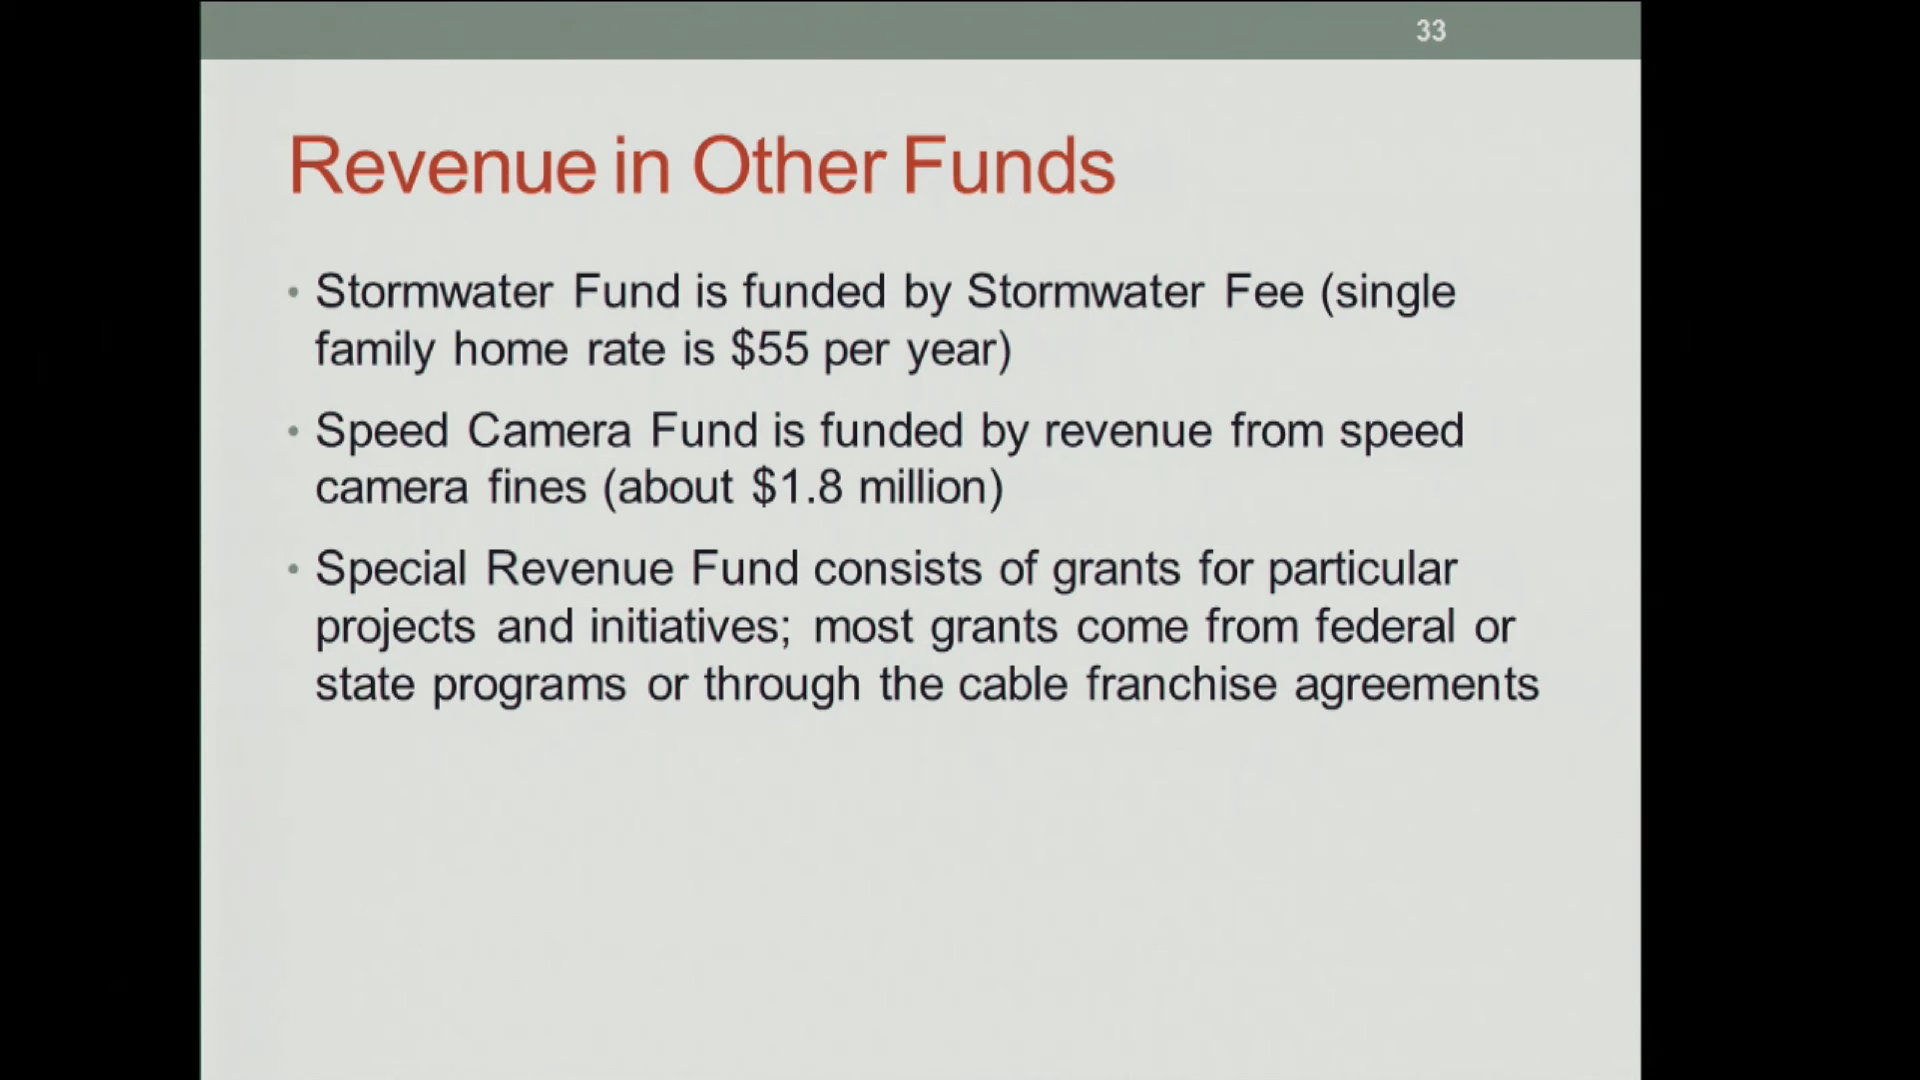 33
Revenue in Other Funds
• Stormwater Fund is funded by Stormwater Fee (single
family home rate is $55 per year)
• Speed Camera Fund is funded by revenue from speed
camera fines (about $1.8 million)
• Special Revenue Fund consists of grants for particular
projects and initiatives; most grants come from federal or
state programs or through the cable franchise agreements